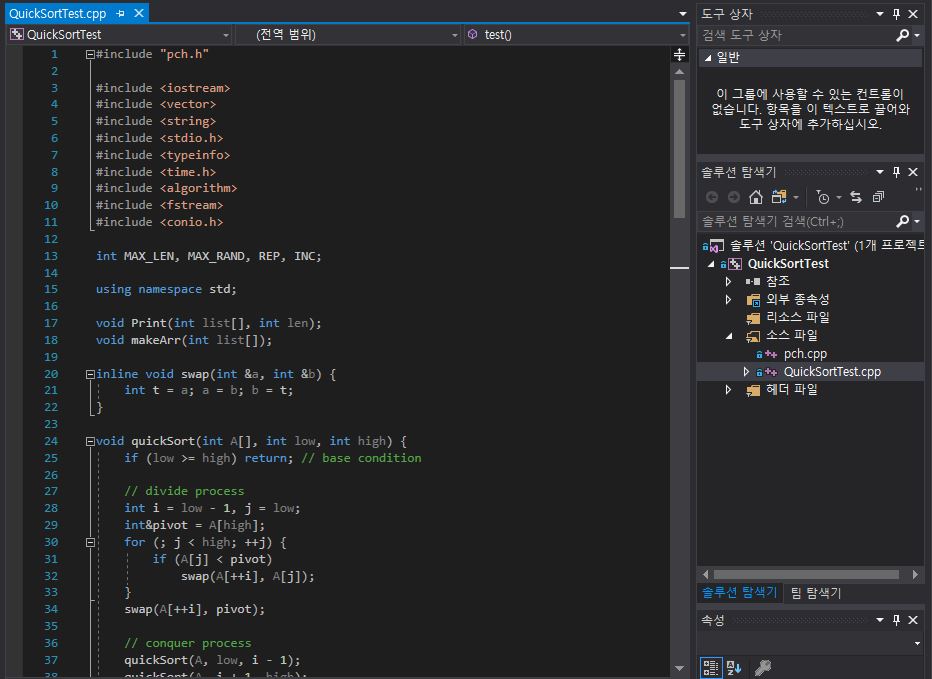 QuickSortTest.cpp
QuickSortTest
(전역 범위)
test()
1 #include "pch.h"
2
3 #include <iostream>
4 #include <vector>
5 #include <string>
6 #include <stdio.h>
7 #include <typeinfo>
8 #include <time.h>
9 #include <algorithm>
10 #include <fstream>
11 #include <conio.h>
12
13 int MAX_LEN, MAX_RAND, REP, INC;
14
15 using namespace std;
16
17 void Print(int list[], int len);
18 void makeArr(int list[]);
19
20 inline void swap(int &a, int &b) {
21 int t = a; a = b; b = t;
22 }
23
24 void quickSort(int A[], int low, int high) {
25 if (low >= high) return; // base condition
26
27 // divide process
28 int i = low - 1, j = low;
29 int&pivot = A[high];
30 for (; j < high; ++j) {
31 if (A[j] < pivot)
32 swap(A[++i], A[j]);
33 }
34 swap(A[++i], pivot);
35
36 // conquer process
37 quickSort(A, low, i - 1);
38 quickSort(A, i + 1, high);
도구 상자
검색 도구 상자
일반
이 그룹에 사용할 수 있는 컨트롤이
없습니다. 항목을 이 텍스트로 끌어와
도구 상자에 추가하십시오.
솔루션 탐색기
솔루션 탐색기 검색(Ctrl+;)
솔루션 'QuickSortTest' (1개 프로젝트
QuickSortTest
참조
외부 종속성
리소스 파일
소스 파일
pch.cpp
QuickSortTest.cpp
헤더 파일
솔루션 탐색기
팀 탐색기
속성